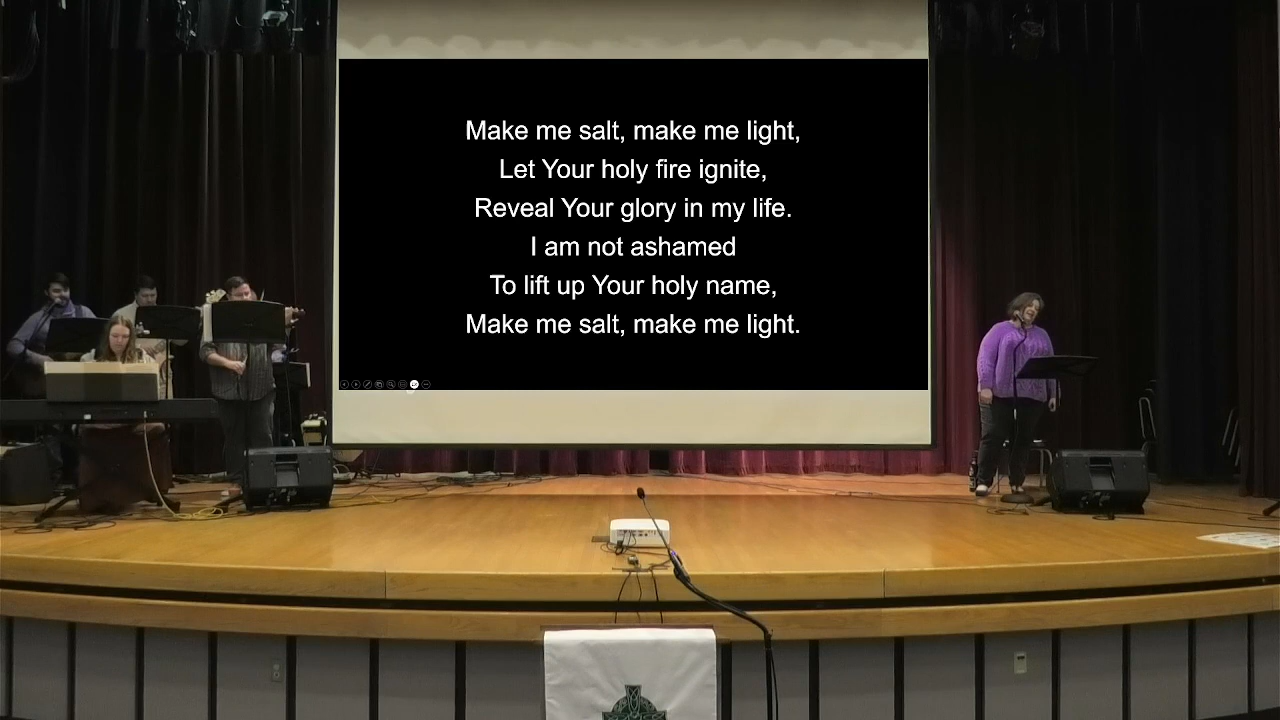 Make me salt, make me light,
Let Your holy fire ignite,
Reveal Your glory in my life.
I am not ashamed
To lift up Your holy name,
Make me salt, make me light.